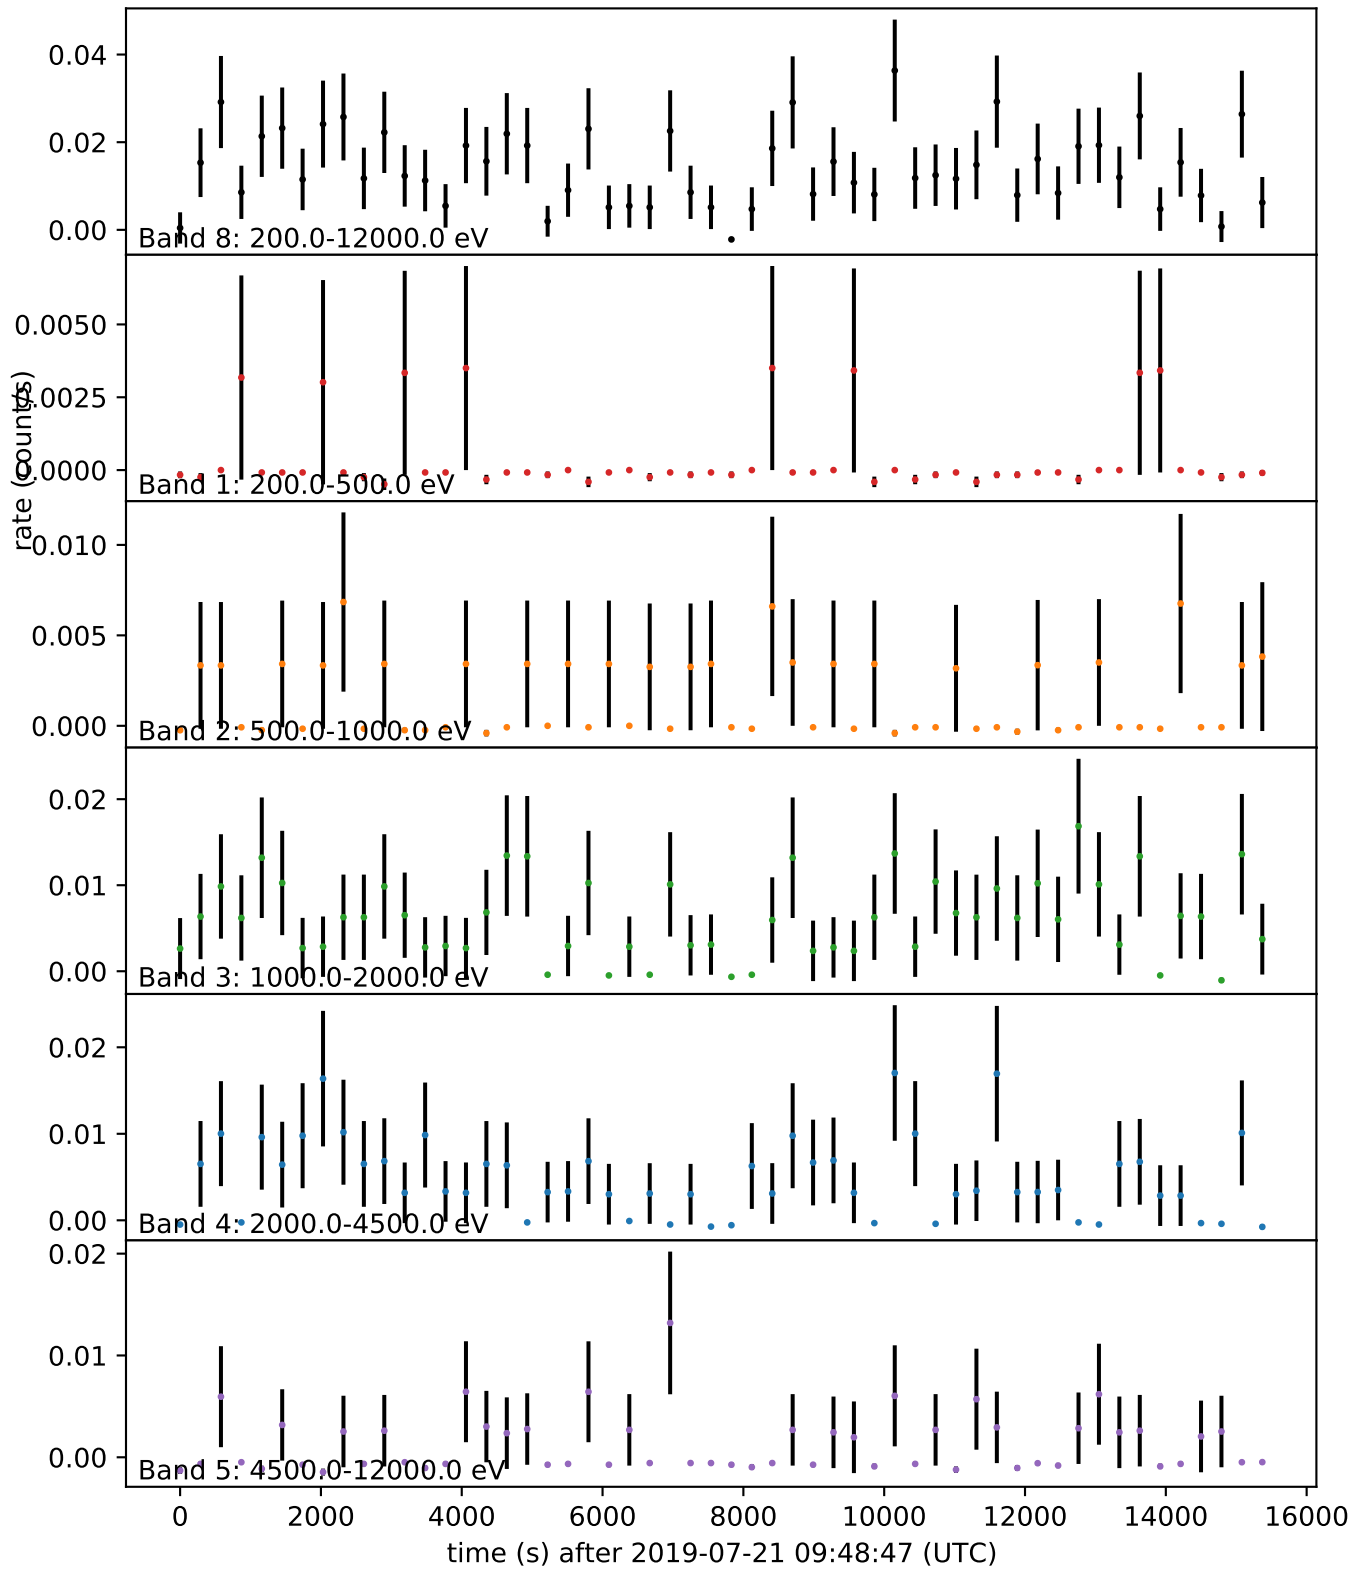 0.04
0.02
0.00
Band 8: 200.0-12000.0 eV
0.0050
0.0025
0.0000
Band 1: 200.0-500.0 eV
rate (count/s)
0.010
0.005
0.000
Band 2: 500.0-1000.0 eV
0.02
0.01
0.00
Band 3: 1000.0-2000.0 eV
0.02
0.01
0.00
Band 4: 2000.0-4500.0 eV
0.02
0.01
0.00
Band 5: 4500.0-12000.0 eV
0 2000 4000 6000 8000 10000 12000 14000 16000
time (s) after 2019-07-21 09:48:47 (UTC)